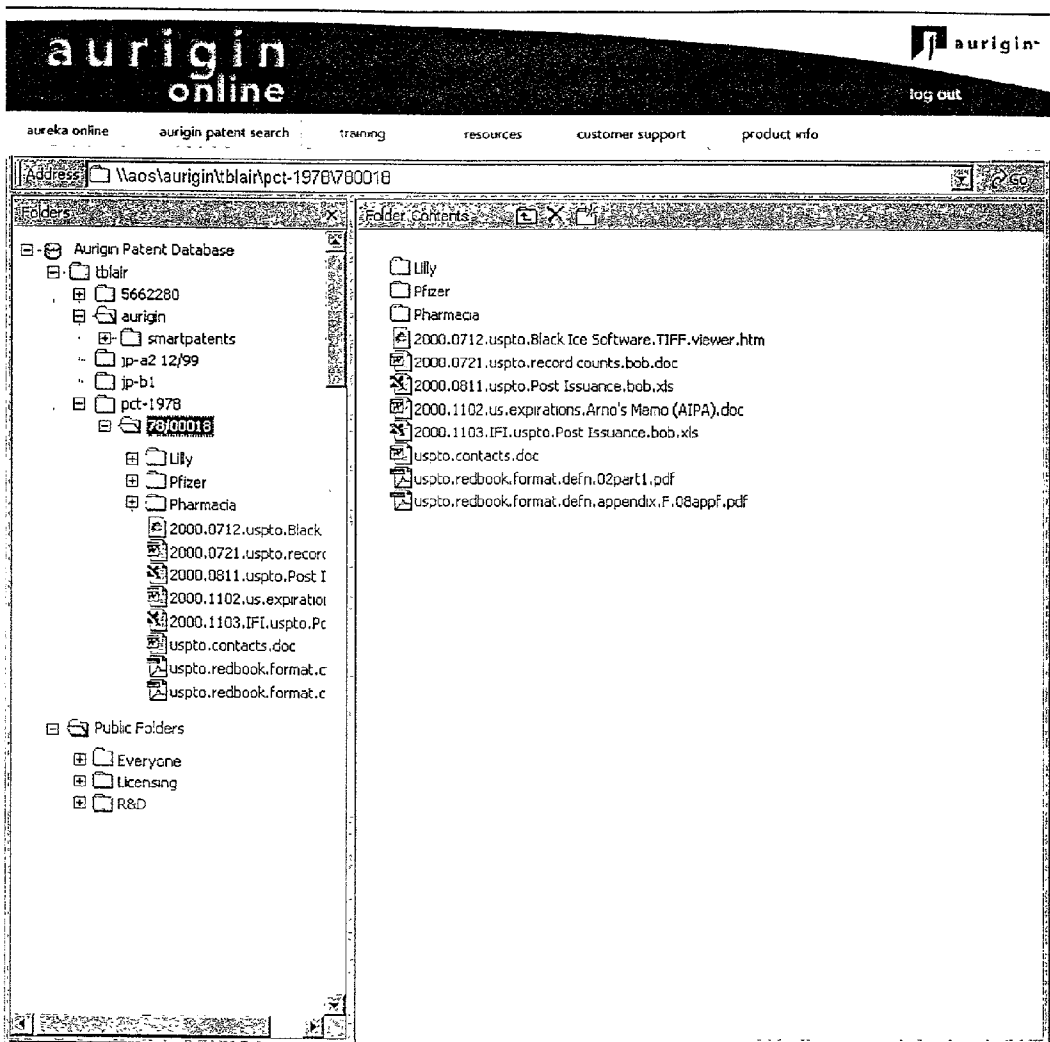 aurigin
online
aurigin
log out
aureka online aurigin patent search training resources customer support product info
Address \\aos\aurigin\tblair\pct-1978\780018 Go
Folders
Folder Contents
Aurigin Patent Database
tblair
5662280
aurigin
smartpatents
jp-a2 12/99
jp-b1
pct-1978
78/00018
Lilly
Pfizer
Pharmacia
2000.0712.uspto.Black
2000.0721.uspto.recorc
2000.0811.uspto.Post I
2000.1102.us.expiratioı
2000.1103.IFI.uspto.Pc
uspto.contacts.doc
uspto.redbook.format.c
uspto.redbook.format.c
Public Folders
Everyone
Licensing
R&D
Lilly
Pfizer
Pharmacia
2000.0712.uspto.Black Ice Software.TIFF.viewer.htm
2000.0721.uspto.record counts.bob.doc
2000.0811.uspto.Post Issuance.bob.xls
2000.1102.us.expirations.Arno's Memo (AIPA).doc
2000.1103.IFI.uspto.Post Issuance.bob.xls
uspto.contacts.doc
uspto.redbook.format.defn.02part1.pdf
uspto.redbook.format.defn.appendix.F.08appf.pdf